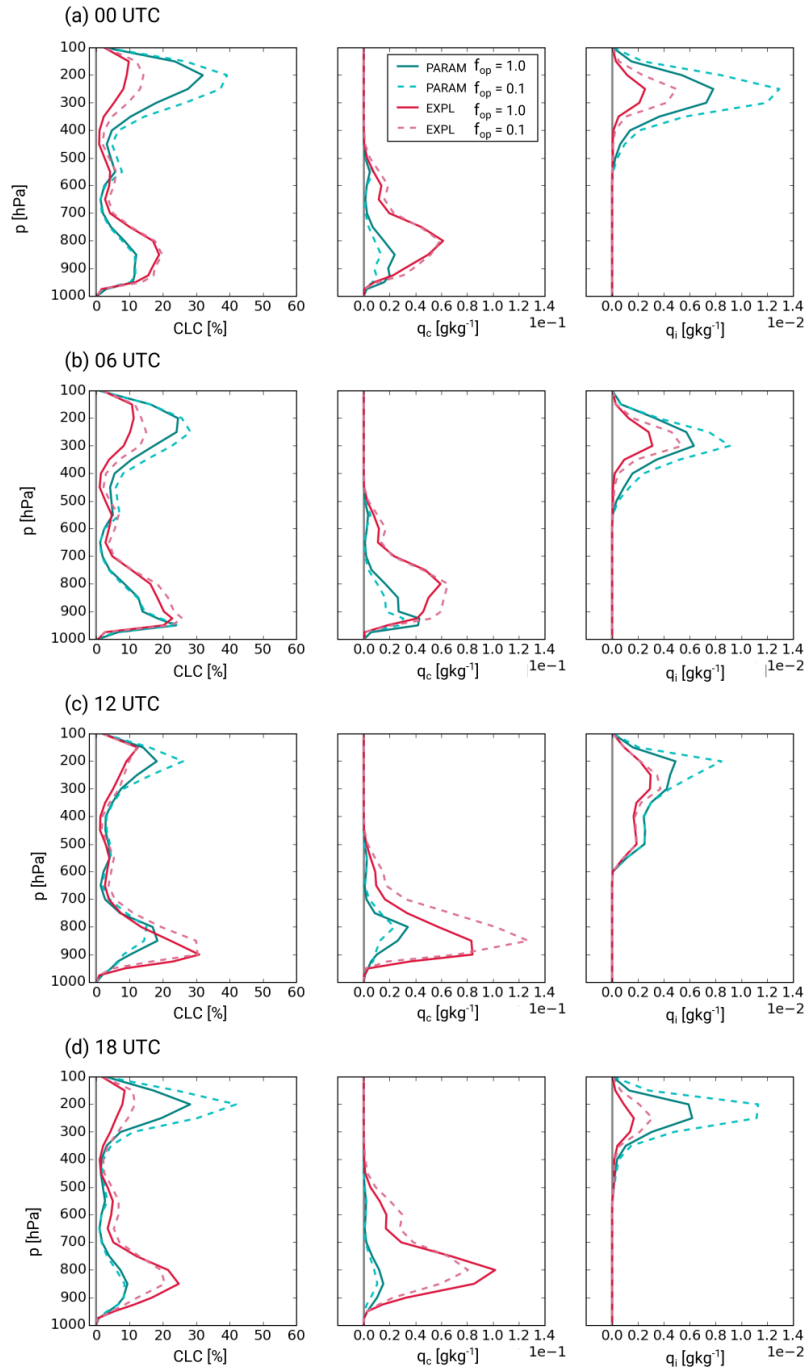 (a) 00 UTC
100
200
300
400
500
600
700
800
900
1000
p [hPa]
0 10 20 30 40 50 60
CLC [%]
PARAM f_op = 1.0
PARAM f_op = 0.1
EXPL f_op = 1.0
EXPL f_op = 0.1
0.0 0.2 0.4 0.6 0.8 1.0 1.2 1.4
q_c [gkg⁻¹] 1e−1
0.0 0.2 0.4 0.6 0.8 1.0 1.2 1.4
q_i [gkg⁻¹] 1e−2
(b) 06 UTC
100
200
300
400
500
600
700
800
900
1000
p [hPa]
0 10 20 30 40 50 60
CLC [%]
0.0 0.2 0.4 0.6 0.8 1.0 1.2 1.4
q_c [gkg⁻¹] 1e−1
0.0 0.2 0.4 0.6 0.8 1.0 1.2 1.4
q_i [gkg⁻¹] 1e−2
(c) 12 UTC
100
200
300
400
500
600
700
800
900
1000
p [hPa]
0 10 20 30 40 50 60
CLC [%]
0.0 0.2 0.4 0.6 0.8 1.0 1.2 1.4
q_c [gkg⁻¹] 1e−1
0.0 0.2 0.4 0.6 0.8 1.0 1.2 1.4
q_i [gkg⁻¹] 1e−2
(d) 18 UTC
100
200
300
400
500
600
700
800
900
1000
p [hPa]
0 10 20 30 40 50 60
CLC [%]
0.0 0.2 0.4 0.6 0.8 1.0 1.2 1.4
q_c [gkg⁻¹] 1e−1
0.0 0.2 0.4 0.6 0.8 1.0 1.2 1.4
q_i [gkg⁻¹] 1e−2